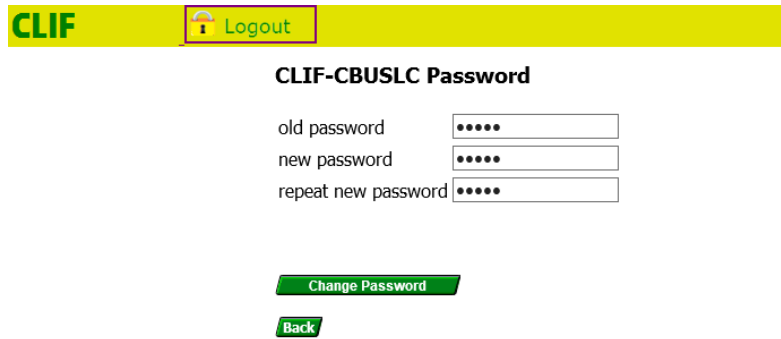 CLIF Logout
CLIF-CBUSLC Password
old password •••••
new password •••••
repeat new password •••••
Change Password
Back